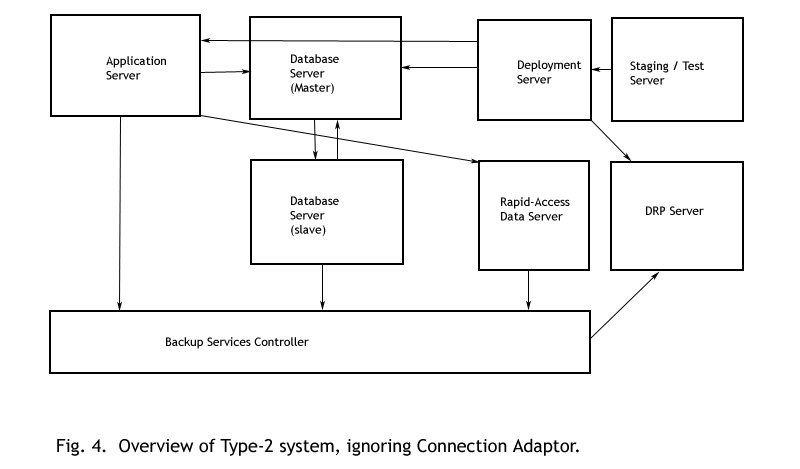 Application
Server
Database
Server
(Master)
Deployment
Server
Staging / Test
Server
Database
Server
(slave)
Rapid-Access
Data Server
DRP Server
Backup Services Controller
Fig. 4.  Overview of Type-2 system, ignoring Connection Adaptor.